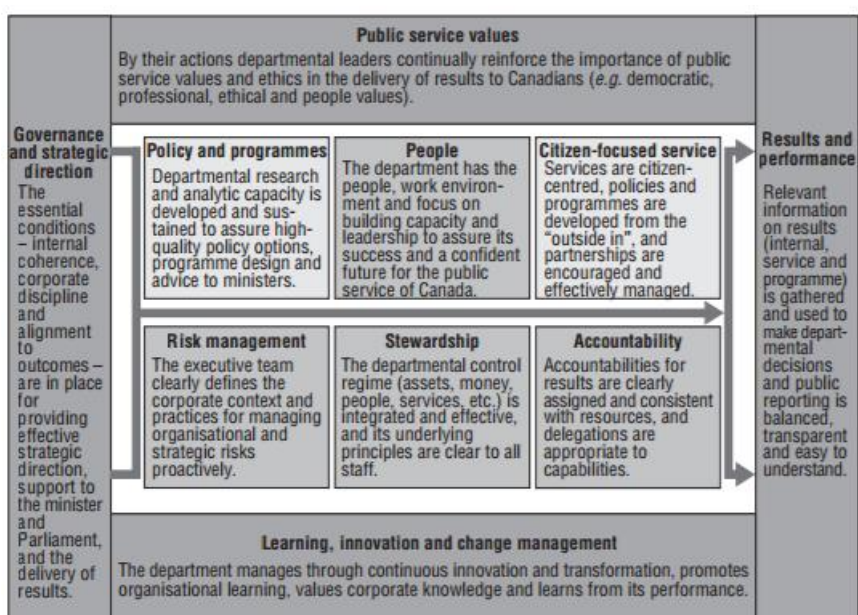 Public service values
By their actions departmental leaders continually reinforce the importance of public
service values and ethics in the delivery of results to Canadians (e.g. democratic,
professional, ethical and people values).
Governance
and strategic
direction
The
essential
conditions
– internal
coherence,
corporate
discipline
and
alignment
to
outcomes –
are in place
for
providing
effective
strategic
direction,
support to
the minister
and
Parliament,
and the
delivery of
results.
Policy and programmes
Departmental research
and analytic capacity is
developed and sus-
tained to assure high-
quality policy options,
programme design and
advice to ministers.
People
The department has the
people, work environ-
ment and focus on
building capacity and
leadership to assure its
success and a confident
future for the public
service of Canada.
Citizen-focused service
Services are citizen-
centred, policies and
programmes are
developed from the
“outside in”, and
partnerships are
encouraged and
effectively managed.
Risk management
The executive team
clearly defines the
corporate context and
practices for managing
organisational and
strategic risks
proactively.
Stewardship
The departmental control
regime (assets, money,
people, services, etc.) is
integrated and effective,
and its underlying
principles are clear to all
staff.
Accountability
Accountabilities for
results are clearly
assigned and consistent
with resources, and
delegations are
appropriate to
capabilities.
Results and
performance
Relevant
information
on results
(internal,
service and
programme)
is gathered
and used to
make depart-
mental
decisions
and public
reporting is
balanced,
transparent
and easy to
understand.
Learning, innovation and change management
The department manages through continuous innovation and transformation, promotes
organisational learning, values corporate knowledge and learns from its performance.